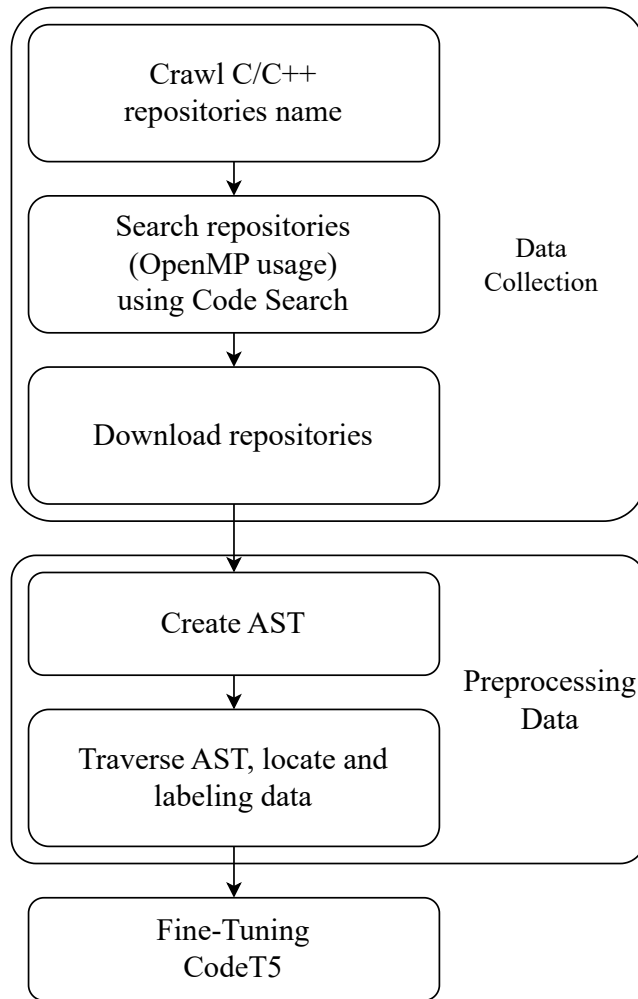 Crawl C/C++
repositories name
Search repositories
(OpenMP usage)
using Code Search
Data
Collection
Download repositories
Create AST
Preprocessing
Data
Traverse AST, locate and
labeling data
Fine-Tuning
CodeT5